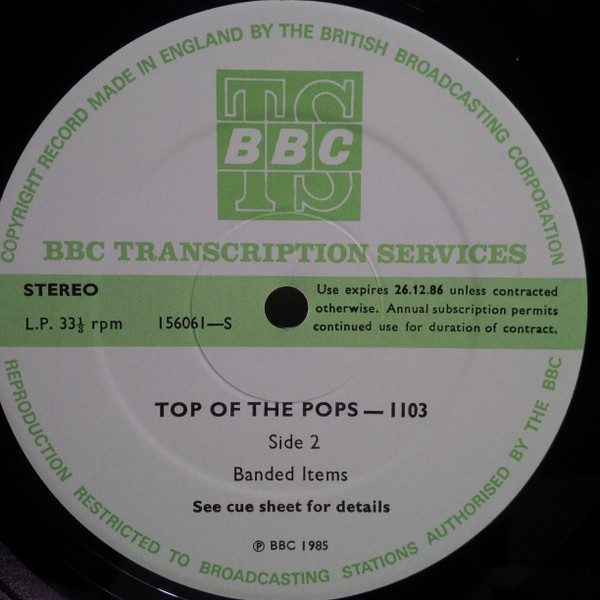 COPYRIGHT RECORD MADE IN ENGLAND BY THE BRITISH BROADCASTING CORPORATION
TS
BBC
BBC TRANSCRIPTION SERVICES
STEREO
L.P. 33⅓ rpm 156061—S
Use expires 26.12.86 unless contracted
otherwise. Annual subscription permits
continued use for duration of contract.
TOP OF THE POPS — 1103
Side 2
Banded Items
See cue sheet for details
℗ BBC 1985
REPRODUCTION RESTRICTED TO BROADCASTING STATIONS AUTHORISED BY THE BBC